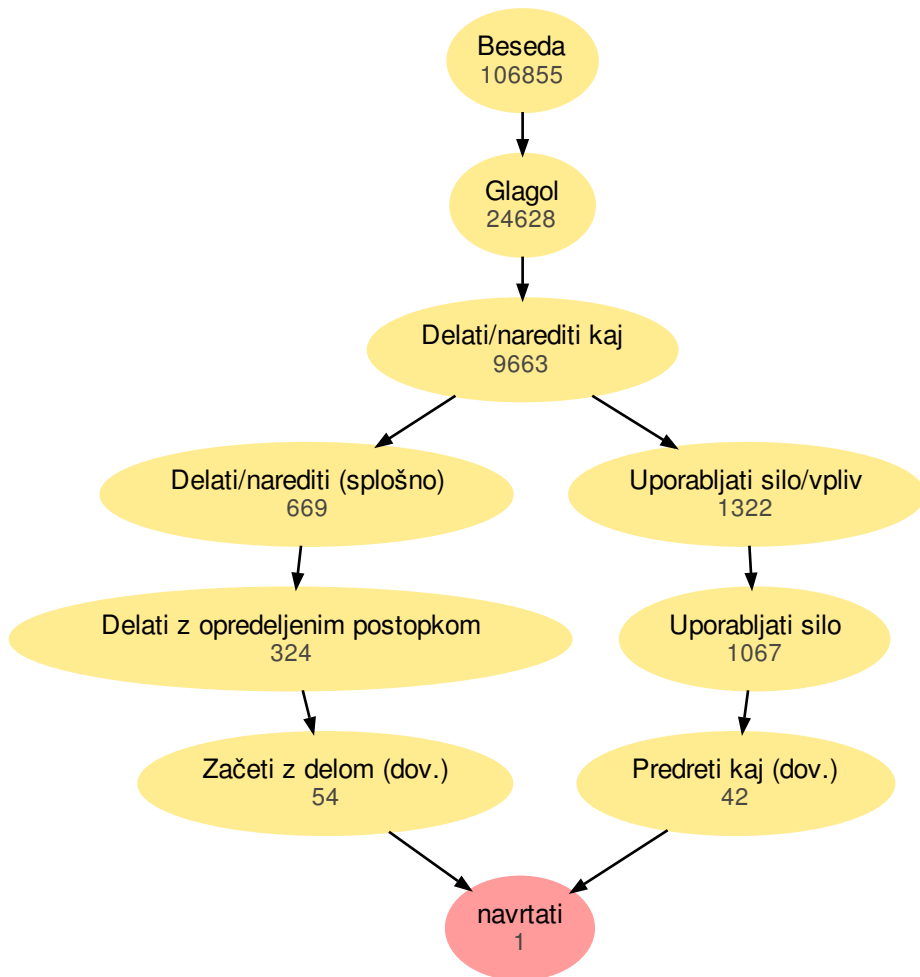 Beseda
106855
Glagol
24628
Delati/narediti kaj
9663
Delati/narediti (splošno)
669
Uporabljati silo/vpliv
1322
Delati z opredeljenim postopkom
324
Uporabljati silo
1067
Začeti z delom (dov.)
54
Predreti kaj (dov.)
42
navrtati
1